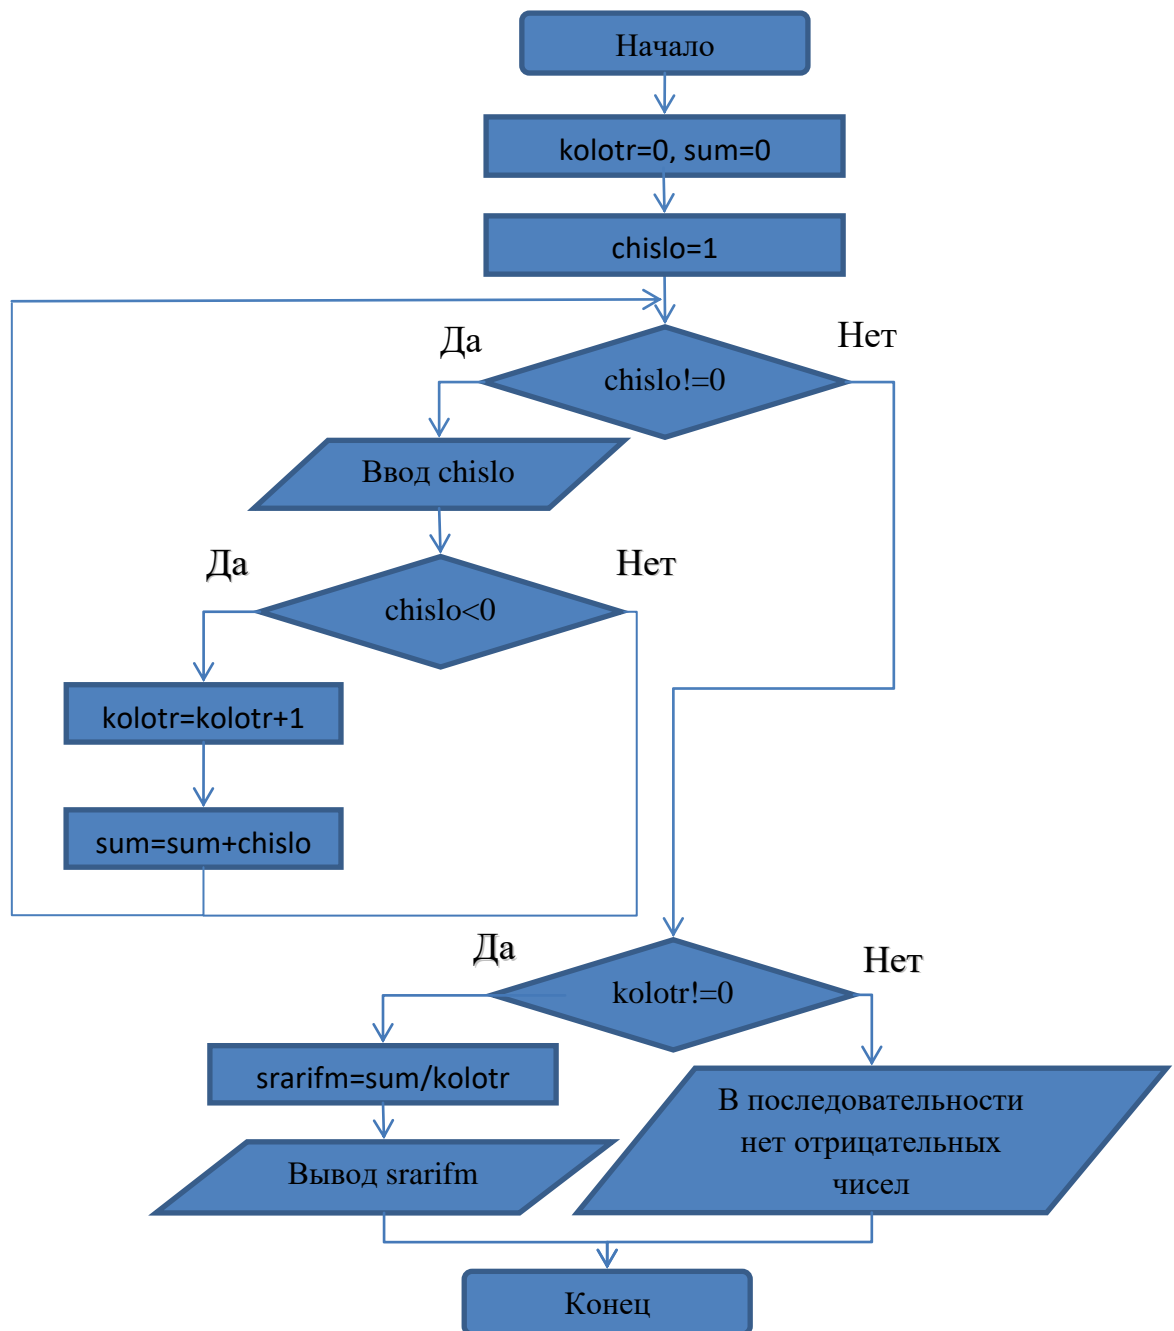 Начало
kolotr=0, sum=0
chislo=1
Да
Нет
chislo!=0
Ввод chislo
Да
Нет
chislo<0
kolotr=kolotr+1
sum=sum+chislo
Да
Нет
kolotr!=0
srarifm=sum/kolotr
В последовательности
нет отрицательных
чисел
Вывод srarifm
Конец